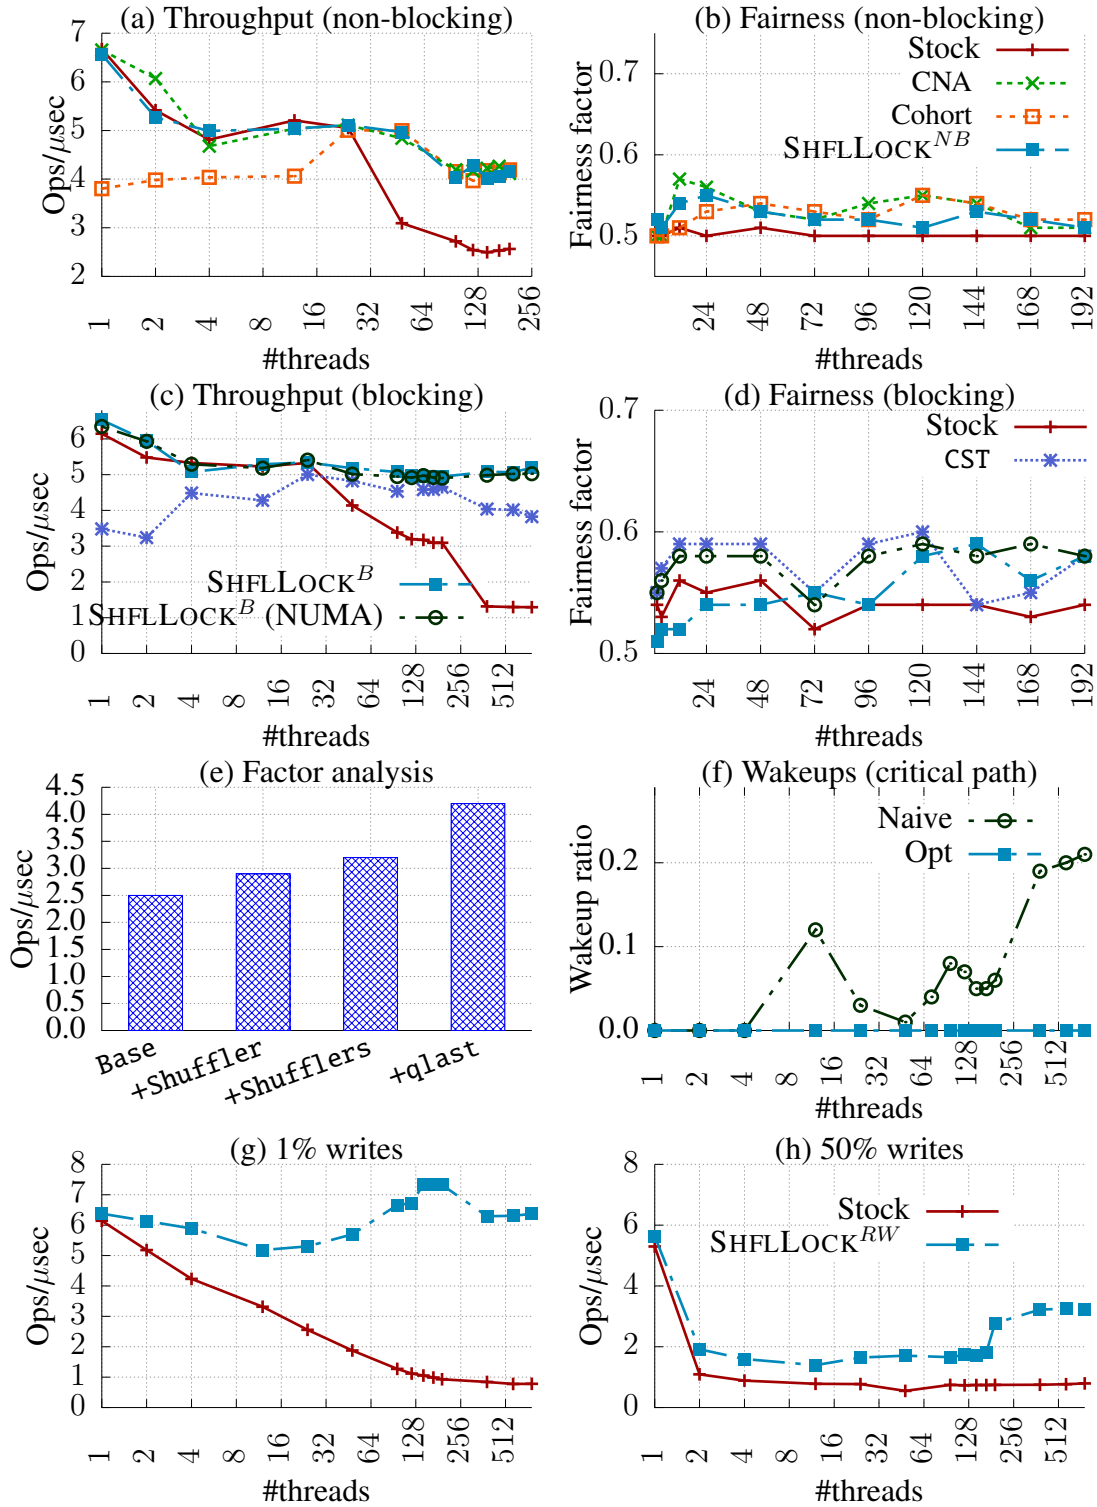 (a) Throughput (non-blocking)
7
6
5
4
3
2
Ops/μsec
1
2
4
8
16
32
64
128
256
#threads
(b) Fairness (non-blocking)
0.7
0.6
0.5
Fairness factor
Stock
CNA
Cohort
SHFLLOCK^NB
24
48
72
96
120
144
168
192
#threads
(c) Throughput (blocking)
6
5
4
3
2
1
0
Ops/μsec
SHFLLOCK^B
SHFLLOCK^B (NUMA)
1
2
4
8
16
32
64
128
256
512
#threads
(d) Fairness (blocking)
0.7
0.6
0.5
Fairness factor
Stock
CST
24
48
72
96
120
144
168
192
#threads
(e) Factor analysis
4.5
4.0
3.5
3.0
2.5
2.0
1.5
1.0
0.5
0.0
Ops/μsec
Base
+Shuffler
+Shufflers
+qlast
(f) Wakeups (critical path)
0.2
0.1
0.0
Wakeup ratio
Naive
Opt
1
2
4
8
16
32
64
128
256
512
#threads
(g) 1% writes
8
7
6
5
4
3
2
1
0
Ops/μsec
1
2
4
8
16
32
64
128
256
512
#threads
(h) 50% writes
8
6
4
2
0
Ops/μsec
Stock
SHFLLOCK^RW
1
2
4
8
16
32
64
128
256
512
#threads